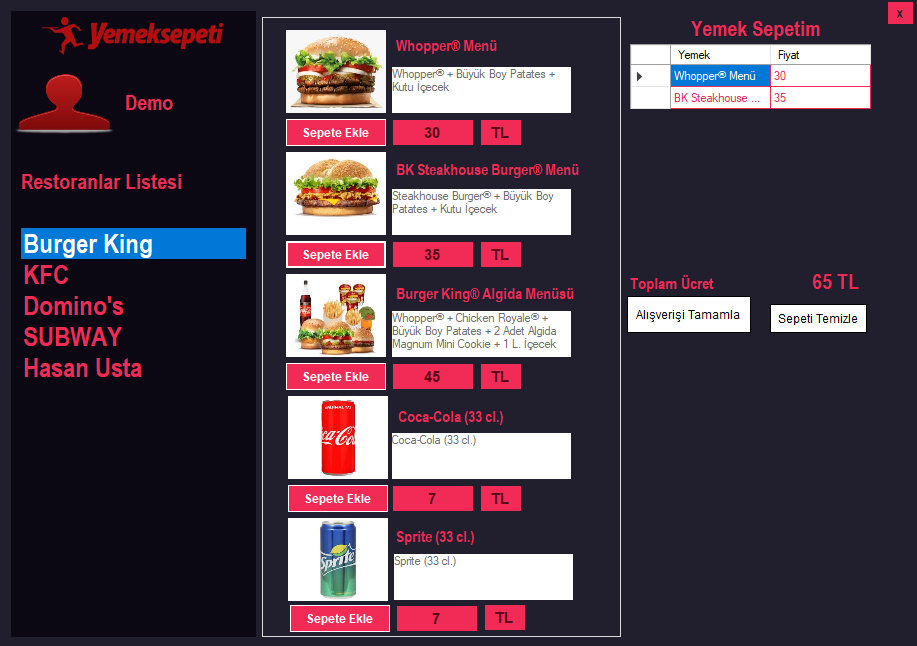 Yemeksepeti
Demo
Restoranlar Listesi
Burger King
KFC
Domino's
SUBWAY
Hasan Usta
Whopper® Menü
Whopper® + Büyük Boy Patates +
Kutu İçecek
Sepete Ekle
30
TL
BK Steakhouse Burger® Menü
Steakhouse Burger® + Büyük Boy
Patates + Kutu İçecek
Sepete Ekle
35
TL
Burger King® Algida Menüsü
Whopper® + Chicken Royale® +
Büyük Boy Patates + 2 Adet Algida
Magnum Mini Cookie + 1 L. İçecek
Sepete Ekle
45
TL
Coca-Cola (33 cl.)
Coca-Cola (33 cl.)
Sepete Ekle
7
TL
Sprite
Sprite (33 cl.)
Sprite (33 cl.)
Sepete Ekle
7
TL
x
Yemek Sepetim
Yemek Fiyat
Whopper® Menü 30
BK Steakhouse ... 35
Toplam Ücret 65 TL
Alışverişi Tamamla
Sepeti Temizle